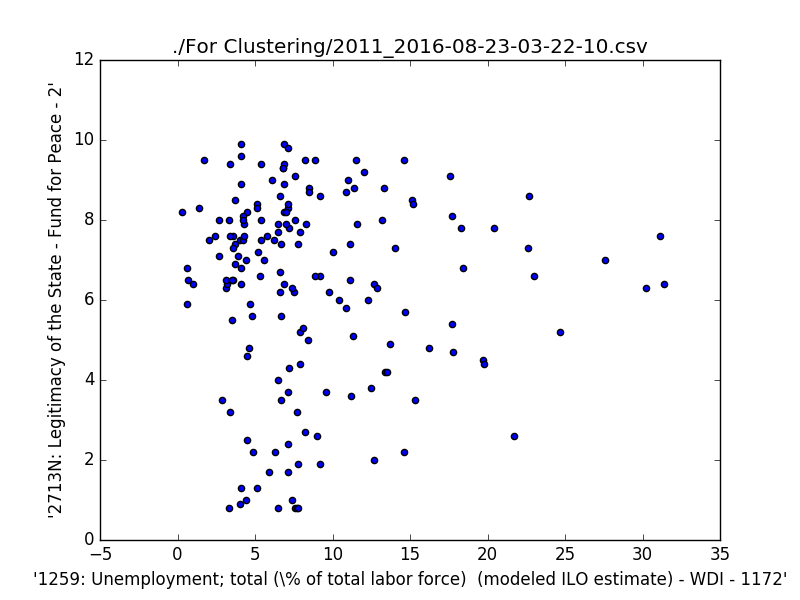 ./For Clustering/2011_2016-08-23-03-22-10.csv
'2713N: Legitimacy of the State - Fund for Peace - 2'
12
10
8
6
4
2
0
−5 0 5 10 15 20 25 30 35
'1259: Unemployment; total (\% of total labor force)  (modeled ILO estimate) - WDI - 1172'